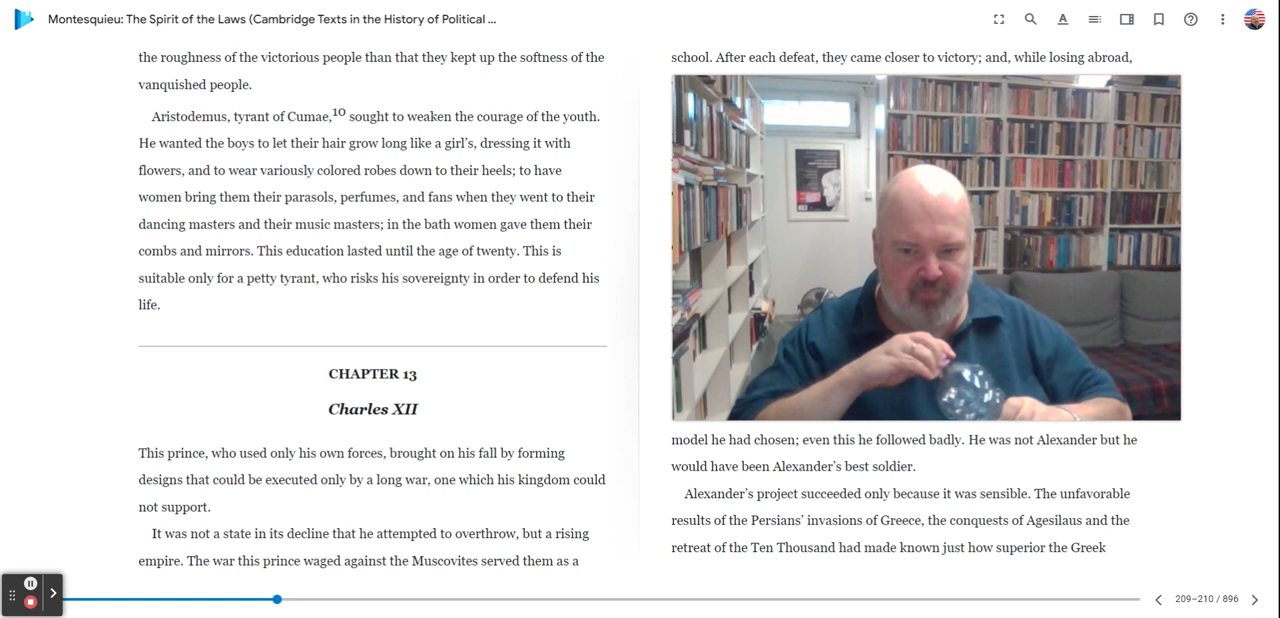 Montesquieu: The Spirit of the Laws (Cambridge Texts in the History of Political ...
the roughness of the victorious people than that they kept up the softness of the
vanquished people.
Aristodemus, tyrant of Cumae,10 sought to weaken the courage of the youth.
He wanted the boys to let their hair grow long like a girl's, dressing it with
flowers, and to wear variously colored robes down to their heels; to have
women bring them their parasols, perfumes, and fans when they went to their
dancing masters and their music masters; in the bath women gave them their
combs and mirrors. This education lasted until the age of twenty. This is
suitable only for a petty tyrant, who risks his sovereignty in order to defend his
life.
CHAPTER 13
Charles XII
This prince, who used only his own forces, brought on his fall by forming
designs that could be executed only by a long war, one which his kingdom could
not support.
It was not a state in its decline that he attempted to overthrow, but a rising
empire. The war this prince waged against the Muscovites served them as a
school. After each defeat, they came closer to victory; and, while losing abroad,
model he had chosen; even this he followed badly. He was not Alexander but he
would have been Alexander's best soldier.
Alexander's project succeeded only because it was sensible. The unfavorable
results of the Persians' invasions of Greece, the conquests of Agesilaus and the
retreat of the Ten Thousand had made known just how superior the Greek
209–210 / 896